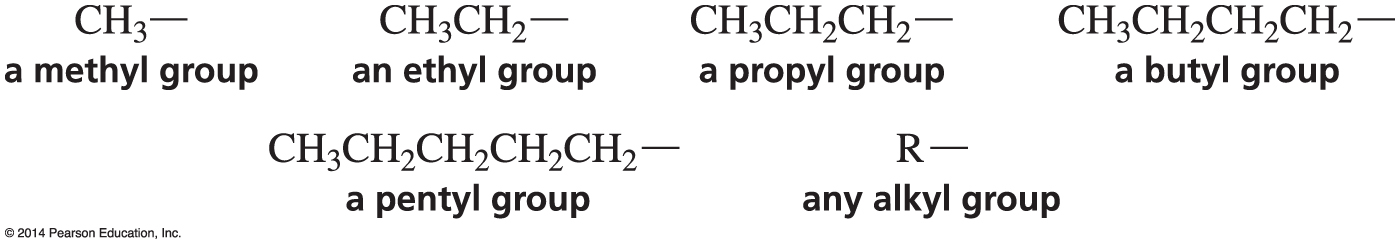 CH₃— CH₃CH₂— CH₃CH₂CH₂— CH₃CH₂CH₂CH₂—
a methyl group an ethyl group a propyl group a butyl group
CH₃CH₂CH₂CH₂CH₂— R—
a pentyl group any alkyl group
© 2014 Pearson Education, Inc.